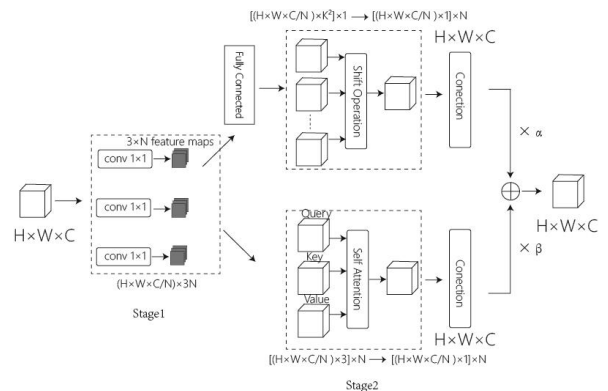 [(H×W×C/N)×K²]×1 → [(H×W×C/N)×1]×N
H×W×C
Fully Connected
Shift Operation
Conection
3×N feature maps
conv 1×1
conv 1×1
conv 1×1
H×W×C
(H×W×C/N)×3N
Stage1
× α
× β
H×W×C
Query
Key
Value
Self Attention
Conection
H×W×C
[(H×W×C/N)×3]×N → [(H×W×C/N)×1]×N
Stage2